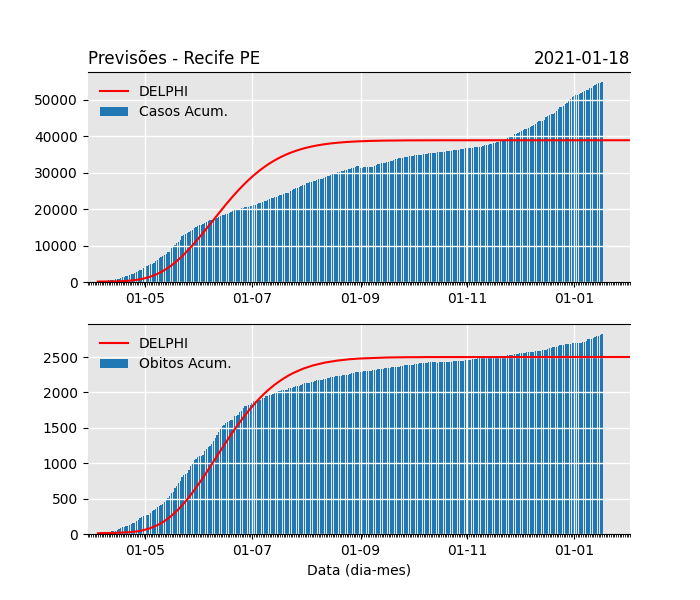 Previsões - Recife PE 2021-01-18
DELPHI
Casos Acum.
50000
40000
30000
20000
10000
0
01-05 01-07 01-09 01-11 01-01
DELPHI
Obitos Acum.
2500
2000
1500
1000
500
0
01-05 01-07 01-09 01-11 01-01
Data (dia-mes)